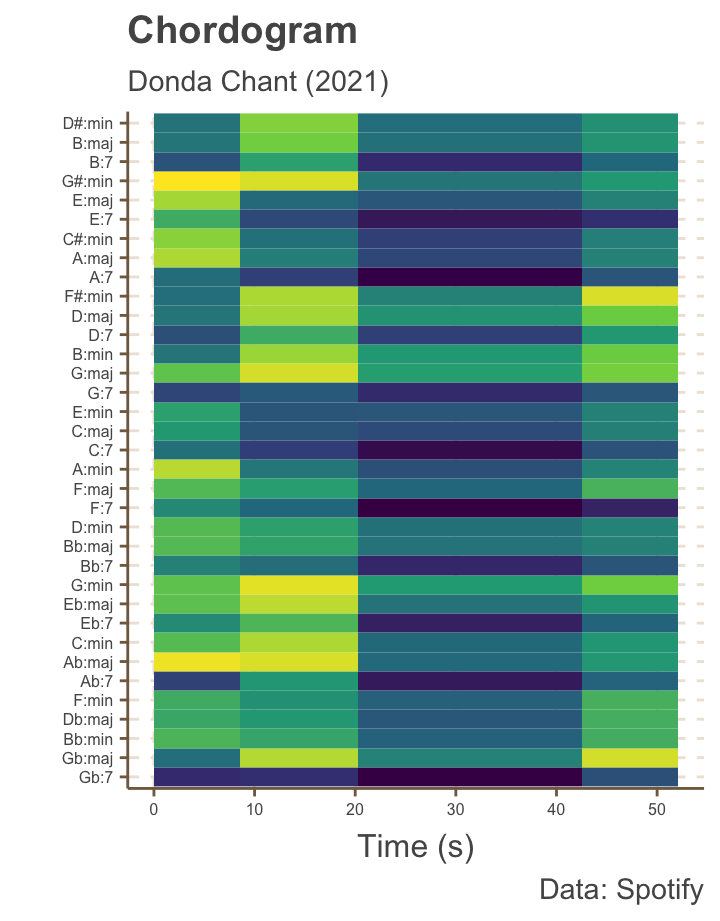 Chordogram
Donda Chant (2021)
D#:min
B:maj
B:7
G#:min
E:maj
E:7
C#:min
A:maj
A:7
F#:min
D:maj
D:7
B:min
G:maj
G:7
E:min
C:maj
C:7
A:min
F:maj
F:7
D:min
Bb:maj
Bb:7
G:min
Eb:maj
Eb:7
C:min
Ab:maj
Ab:7
F:min
Db:maj
Bb:min
Gb:maj
Gb:7
0 10 20 30 40 50
Time (s)
Data: Spotify